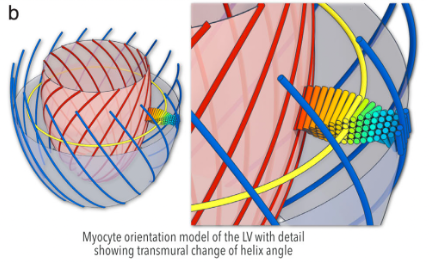 b
Myocyte orientation model of the LV with detail
showing transmural change of helix angle